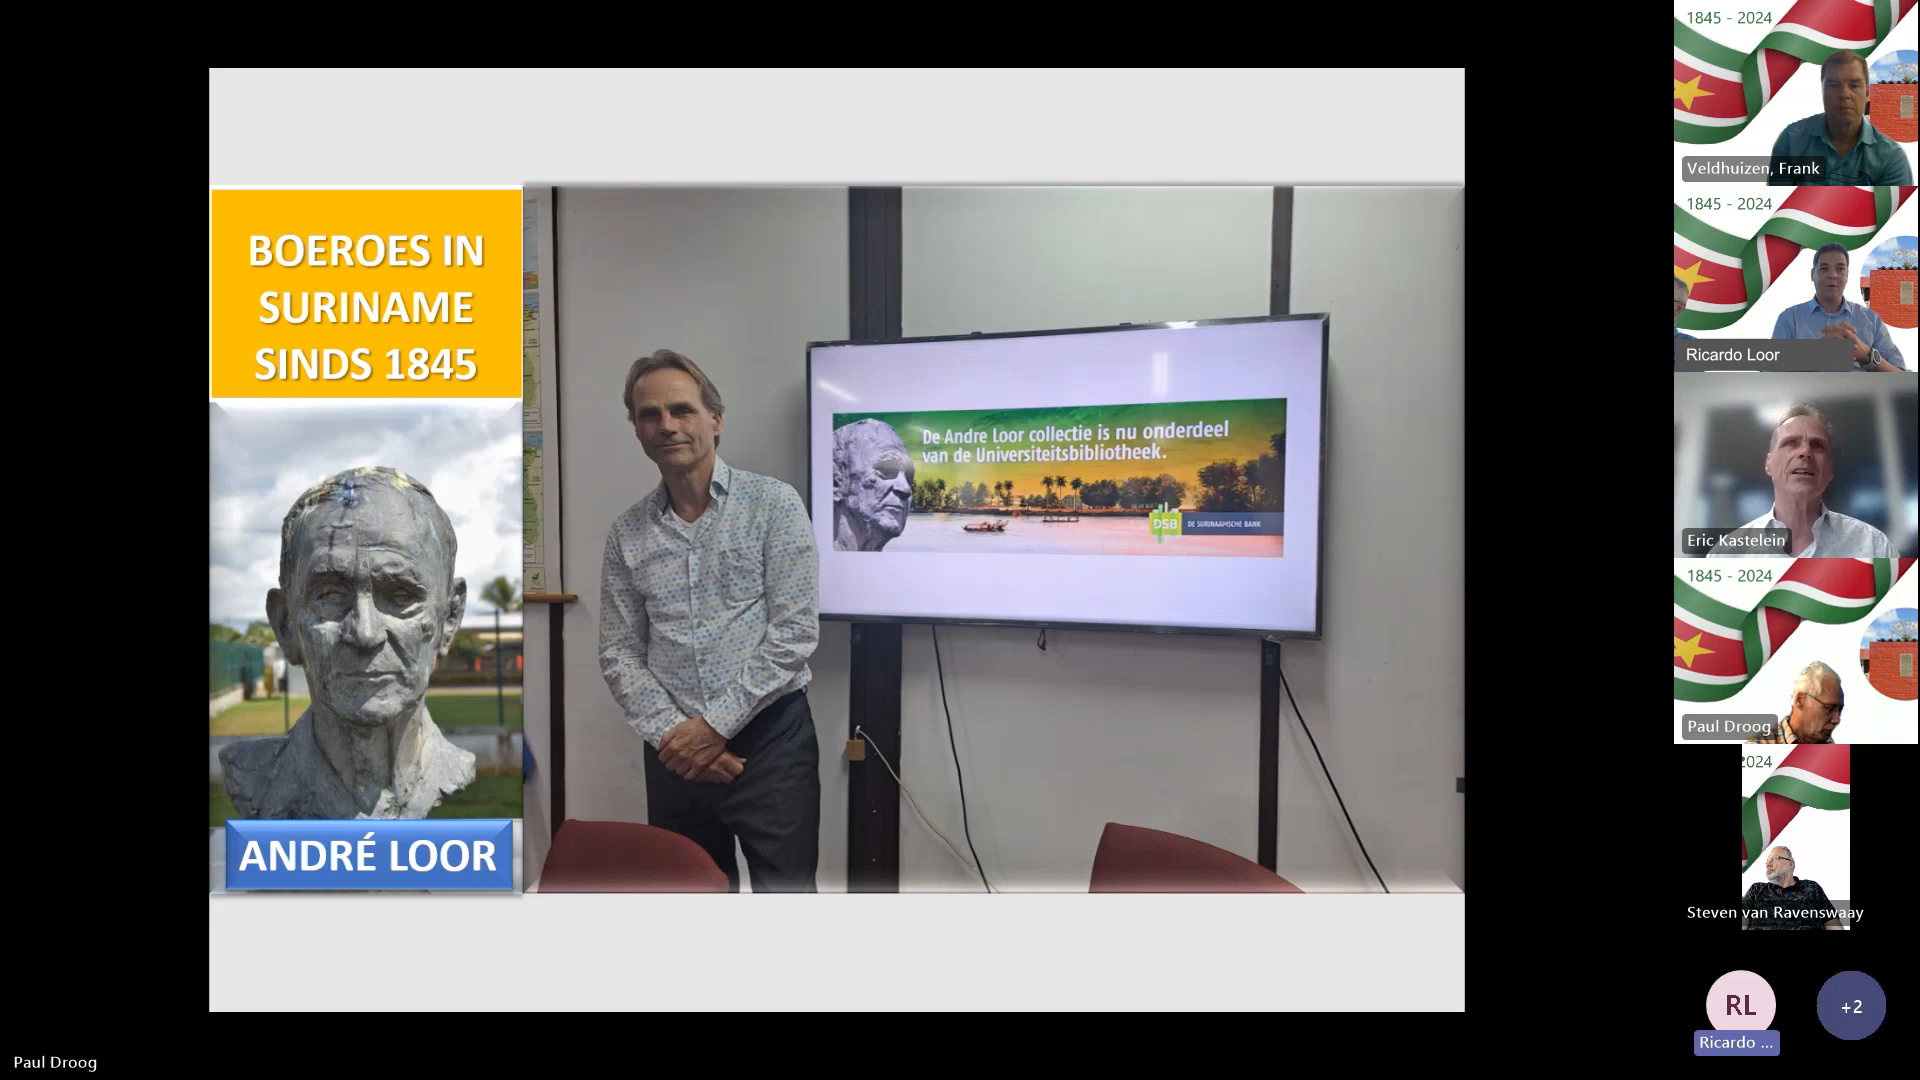 BOEROES IN
SURINAME
SINDS 1845
ANDRÉ LOOR
De Andre Loor collectie is nu onderdeel
van de Universiteitsbibliotheek.
DSB
DE SURINAAMSCHE BANK
1845 - 2024
Veldhuizen, Frank
1845 - 2024
Ricardo Loor
Eric Kastelein
1845 - 2024
Paul Droog
2024
Steven van Ravenswaay
RL
+2
Ricardo ...
Paul Droog